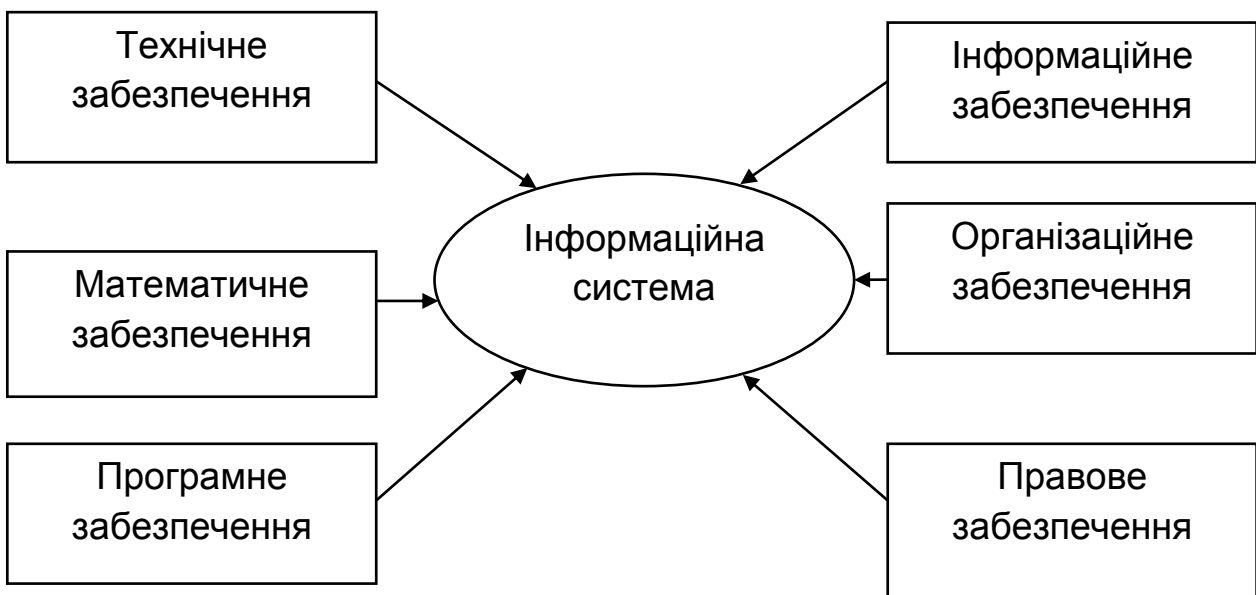 Технічне
забезпечення
Інформаційне
забезпечення
Інформаційна
система
Організаційне
забезпечення
Математичне
забезпечення
Програмне
забезпечення
Правове
забезпечення